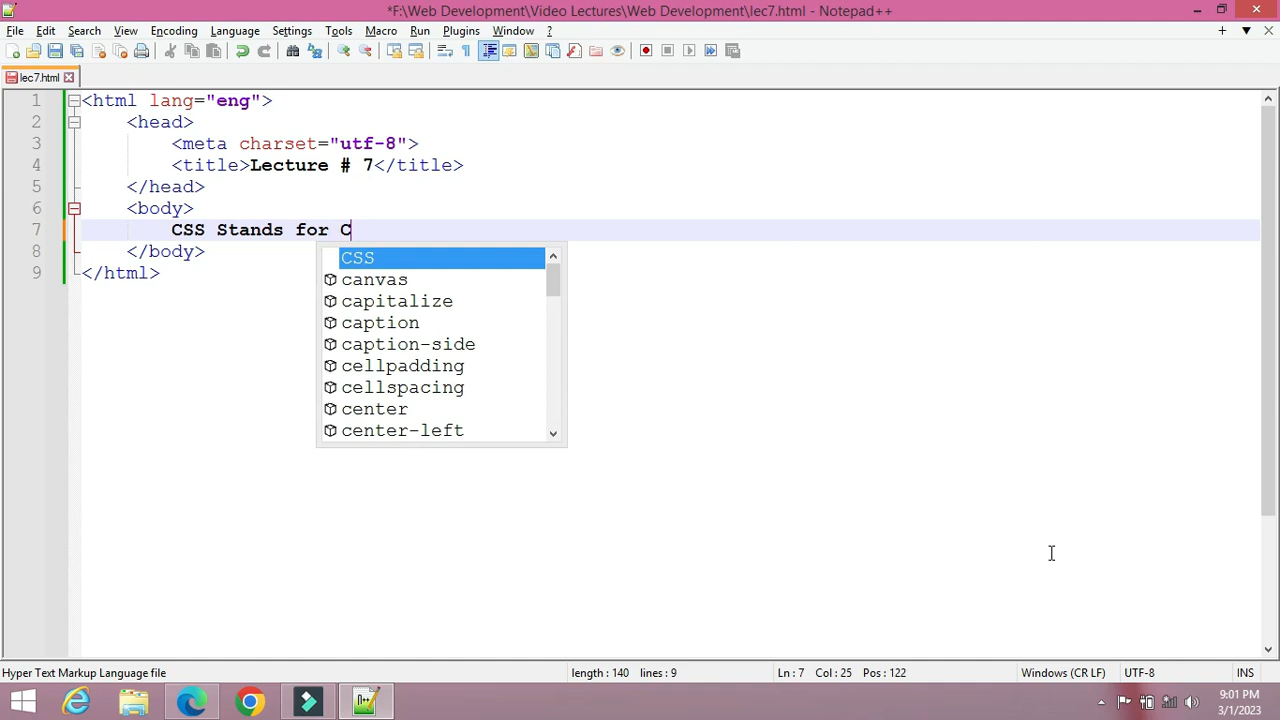 *F:\Web Development\Video Lectures\Web Development\lec7.html - Notepad++
File Edit Search View Encoding Language Settings Tools Macro Run Plugins Window ?
lec7.html
1 <html lang="eng">
2 <head>
3 <meta charset="utf-8">
4 <title>Lecture # 7</title>
5 </head>
6 <body>
7 CSS Stands for C
8 </body>
9 </html>
CSS
canvas
capitalize
caption
caption-side
cellpadding
cellspacing
center
center-left
Hyper Text Markup Language file length : 140 lines : 9 Ln : 7 Col : 25 Pos : 122 Windows (CR LF) UTF-8 INS
9:01 PM
3/1/2023